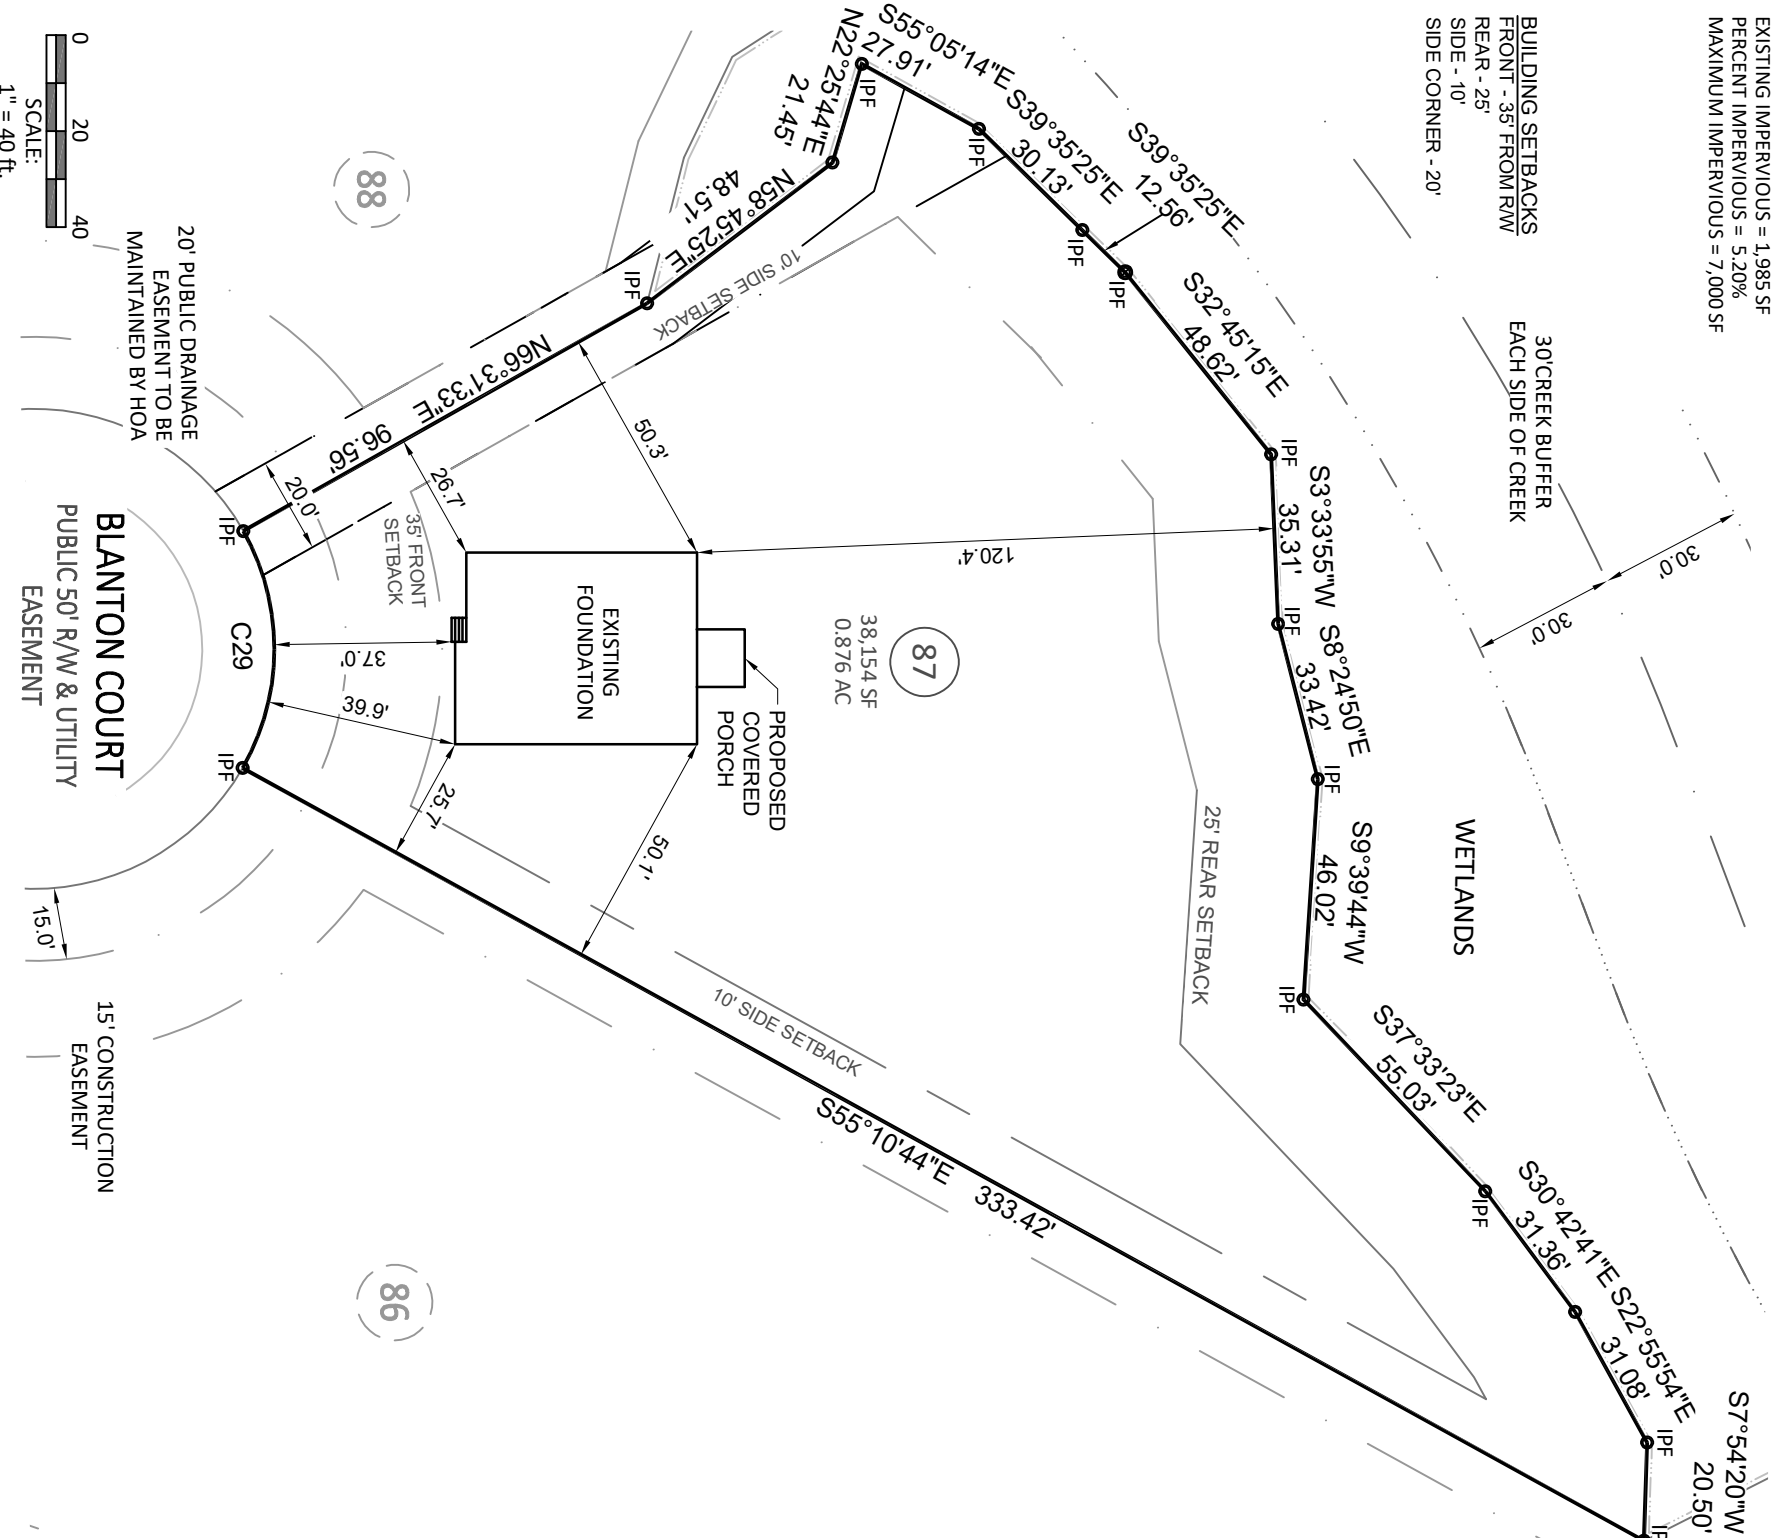 EXISTING IMPERVIOUS = 1,985 SF
PERCENT IMPERVIOUS = 5.20%
MAXIMUM IMPERVIOUS = 7,000 SF
BUILDING SETBACKS
FRONT - 35' FROM R/W
REAR - 25'
SIDE - 10'
SIDE CORNER - 20'
30'CREEK BUFFER
EACH SIDE OF CREEK
30.0'
30.0'
WETLANDS
S55°05'14"E
27.91'
S39°35'25"E
30.13'
S39°35'25"E
12.56'
S32°45'15"E
48.62'
S3°33'55"W
35.31'
S8°24'50"E
33.42'
S9°39'44"W
46.02'
S37°33'23"E
55.03'
S30°42'41"E
31.36'
S22°55'54"E
31.08'
S7°54'20"W
20.50'
IPF
IPF
IPF
IPF
IPF
IPF
IPF
IPF
IPF
IPF
IPF
IPF
IPF
N22°25'44"E
21.45'
N58°45'25"E
48.51'
N66°31'33"E
96.56'
10' SIDE SETBACK
25' REAR SETBACK
10' SIDE SETBACK
S55°10'44"E
333.42'
87
38,154 SF
0.876 AC
120.4'
50.3'
26.7'
20.0'
PROPOSED
COVERED
PORCH
EXISTING
FOUNDATION
35' FRONT
SETBACK
37.0'
39.9'
25.7'
50.1'
C29
BLANTON COURT
PUBLIC 50' R/W & UTILITY
EASEMENT
20' PUBLIC DRAINAGE
EASEMENT TO BE
MAINTAINED BY HOA
15.0'
15' CONSTRUCTION
EASEMENT
88
86
0
20
40
SCALE:
1" = 40 ft.